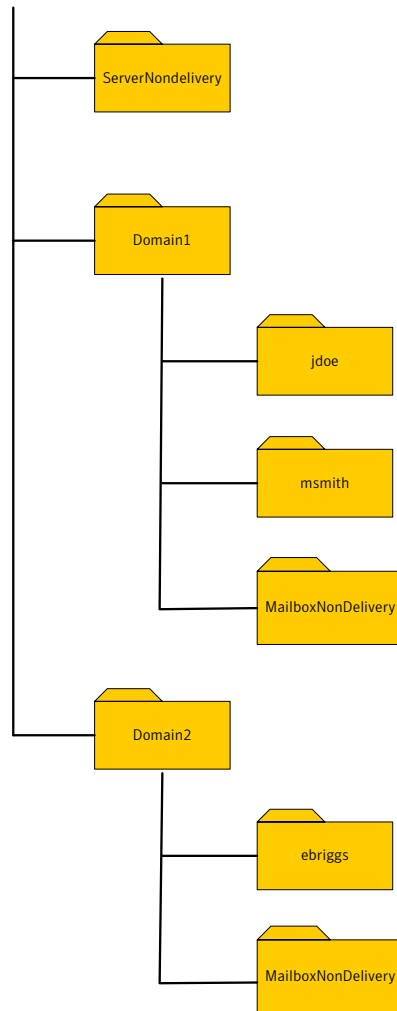 ServerNondelivery
Domain1
jdoe
msmith
MailboxNonDelivery
Domain2
ebriggs
MailboxNonDelivery